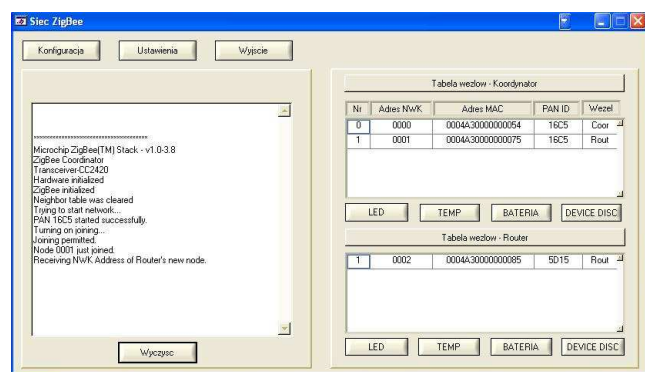 Siec ZigBee
Konfiguracja Ustawienia Wyjscie
************************************
Microchip ZigBee(TM) Stack - v1.0-3.8
ZigBee Coordinator
Transceiver-CC2420
Hardware initialized
ZigBee initialized
Neighbor table was cleared
Trying to start network...
PAN 16C5 started successfully.
Turning on joining...
Joining permitted.
Node 0001 just joined.
Receiving NWK Address of Router's new node.
Wyczysc
Tabela wezlow - Koordynator
Nr Adres NWK Adres MAC PAN ID Wezel
0 0000 0004A30000000054 16C5 Coor
1 0001 0004A30000000075 16C5 Rout
LED TEMP BATERIA DEVICE DISC
Tabela wezlow - Router
1 0002 0004A30000000085 5D15 Rout
LED TEMP BATERIA DEVICE DISC